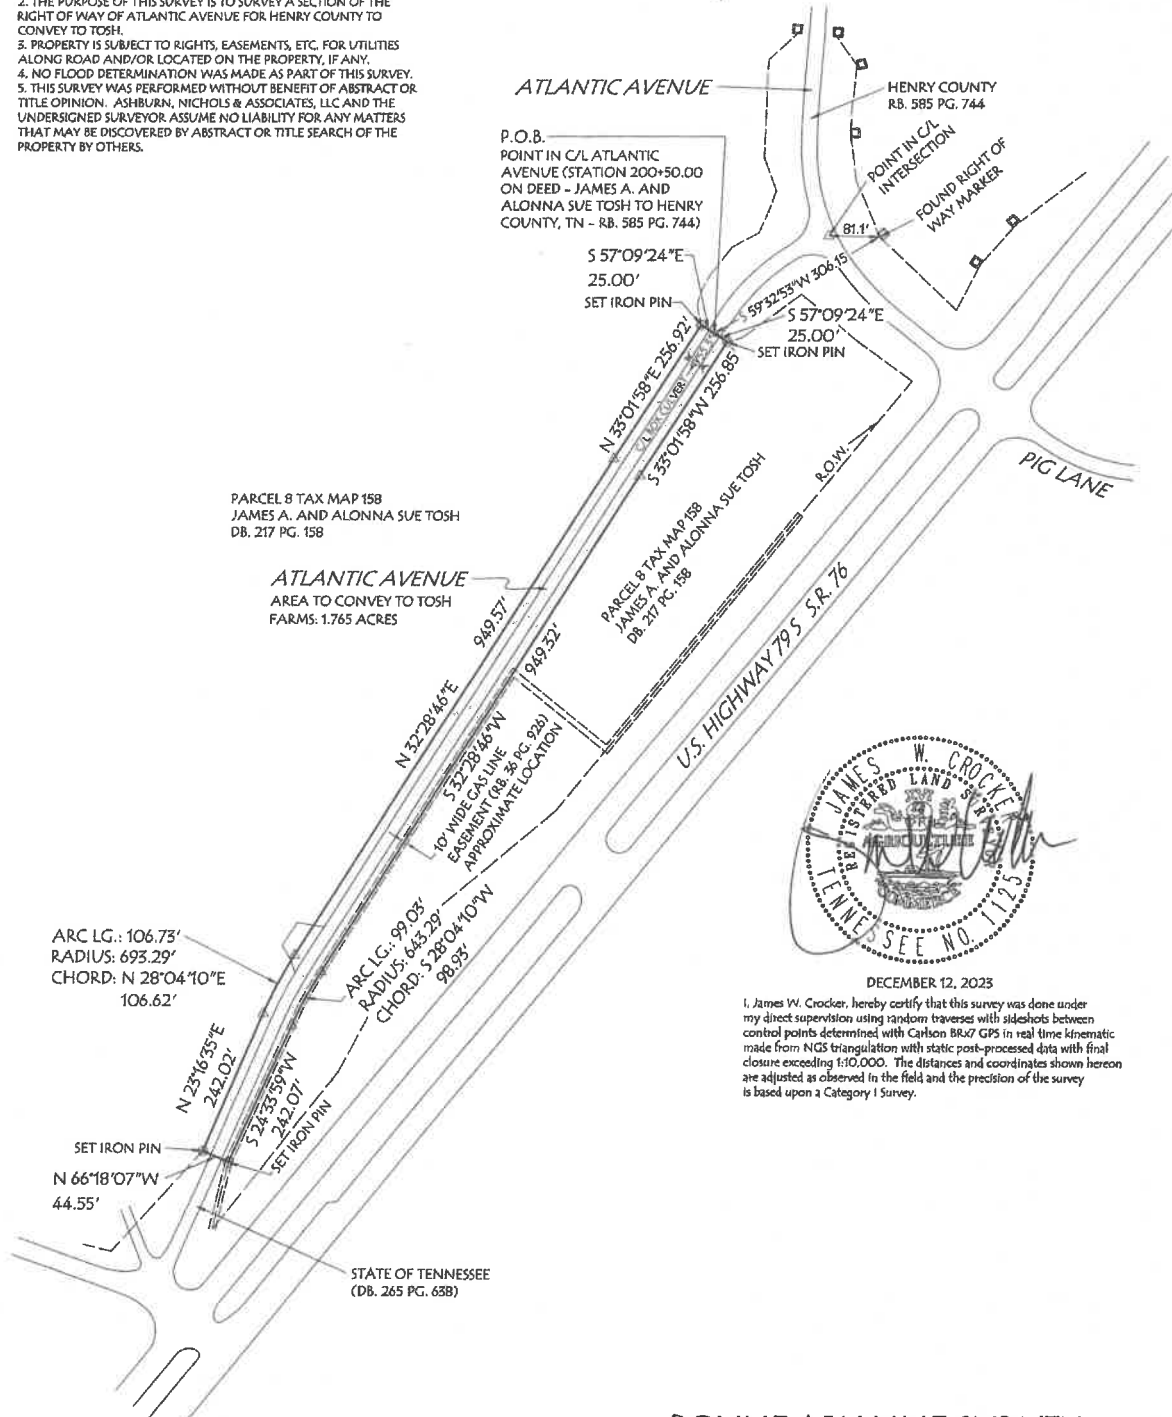 2. THE PURPOSE OF THIS SURVEY IS TO SURVEY A SECTION OF THE
RIGHT OF WAY OF ATLANTIC AVENUE FOR HENRY COUNTY TO
CONVEY TO TOSH.
3. PROPERTY IS SUBJECT TO RIGHTS, EASEMENTS, ETC. FOR UTILITIES
ALONG ROAD AND/OR LOCATED ON THE PROPERTY, IF ANY.
4. NO FLOOD DETERMINATION WAS MADE AS PART OF THIS SURVEY.
5. THIS SURVEY WAS PERFORMED WITHOUT BENEFIT OF ABSTRACT OR
TITLE OPINION. ASHBURN, NICHOLS & ASSOCIATES, LLC AND THE
UNDERSIGNED SURVEYOR ASSUME NO LIABILITY FOR ANY MATTERS
THAT MAY BE DISCOVERED BY ABSTRACT OR TITLE SEARCH OF THE
PROPERTY BY OTHERS.
ATLANTIC AVENUE
HENRY COUNTY
RB. 585 PG. 744
P.O.B.
POINT IN C/L ATLANTIC
AVENUE (STATION 200+50.00
ON DEED - JAMES A. AND
ALONNA SUE TOSH TO HENRY
COUNTY, TN - RB. 585 PG. 744)
POINT IN C/L
INTERSECTION
FOUND RIGHT OF
WAY MARKER
81.1'
S 59°32'53"W 306.15
S 57°09'24"E
25.00'
SET IRON PIN
S 57°09'24"E
25.00'
SET IRON PIN
N 33°01'58"E 256.92'
C/L BOX CULVER
S 33°01'58"W 256.85'
R.O.W.
PIG LANE
PARCEL 8 TAX MAP 158
JAMES A. AND ALONNA SUE TOSH
DB. 217 PG. 158
PARCEL 8 TAX MAP 158
JAMES A. AND ALONNA SUE TOSH
DB. 217 PG. 158
ATLANTIC AVENUE
AREA TO CONVEY TO TOSH
FARMS: 1.765 ACRES
U.S. HIGHWAY 79 S S.R. 76
949.57'
949.32'
N 32°28'46"E
S 32°28'46"W
10' WIDE GAS LINE
EASEMENT (RB. 36 PG. 926)
APPROXIMATE LOCATION
JAMES W. CROCKE
REGISTERED LAND SUR
AGRICULTURE
COMMERCE
TENNESSEE NO. 1125
ARC LG.: 106.73'
RADIUS: 693.29'
CHORD: N 28°04'10"E
106.62'
ARC LG.: 99.03'
RADIUS: 643.29'
CHORD: S 28°04'10"W
98.93'
DECEMBER 12, 2023
I, James W. Crocker, hereby certify that this survey was done under
my direct supervision using random traverses with sideshots between
control points determined with Carlson BRx7 GPS in real time kinematic
made from NGS triangulation with static post-processed data with final
closure exceeding 1:10,000. The distances and coordinates shown hereon
are adjusted as observed in the field and the precision of the survey
is based upon a Category I Survey.
N 23°16'35"E
242.02'
S 24°33'59"W
242.07'
SET IRON PIN
SET IRON PIN
N 66°18'07"W
44.55'
STATE OF TENNESSEE
(DB. 265 PG. 63B)